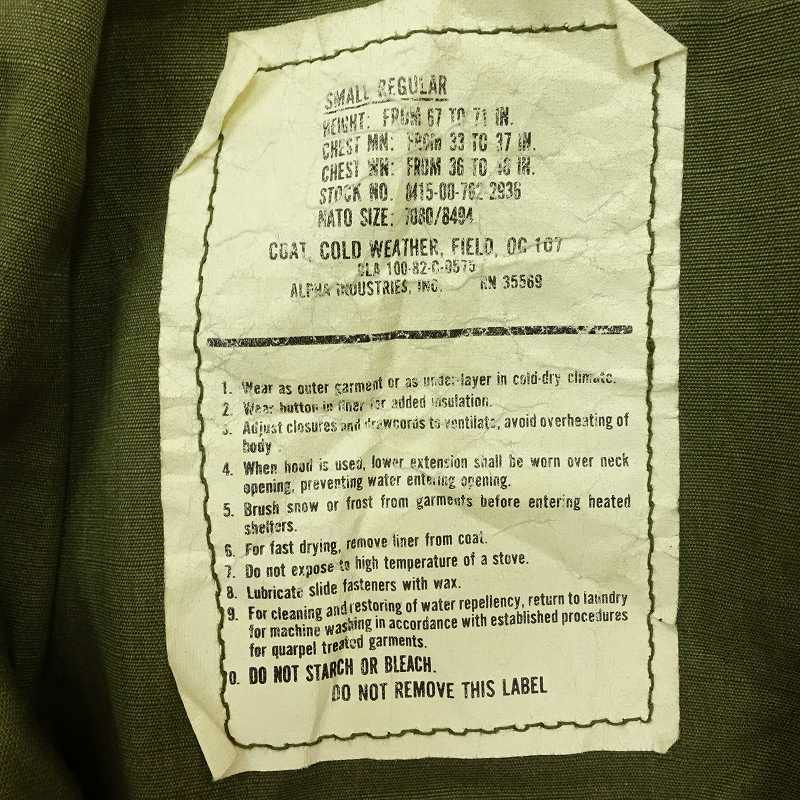 SMALL REGULAR
HEIGHT: FROM 67 TO 71 IN.
CHEST MN: FROM 33 TO 37 IN.
CHEST WN: FROM 36 TO 40 IN.
STOCK NO. 8415-00-782-2936
NATO SIZE: 7080/8494
COAT, COLD WEATHER, FIELD, OG-107
DLA 100-82-C-0575
ALPHA INDUSTRIES, INC. RN 35569
1. Wear as outer garment or as under-layer in cold-dry climate.
2. Wear button in liner for added insulation.
3. Adjust closures and drawcords to ventilate, avoid overheating of
body.
4. When hood is used, lower extension shall be worn over neck
opening, preventing water entering opening.
5. Brush snow or frost from garments before entering heated
shelters.
6. For fast drying, remove liner from coat.
7. Do not expose to high temperature of a stove.
8. Lubricate slide fasteners with wax.
9. For cleaning and restoring of water repellency, return to laundry
for machine washing in accordance with established procedures
for quarpel treated garments.
10. DO NOT STARCH OR BLEACH.
DO NOT REMOVE THIS LABEL